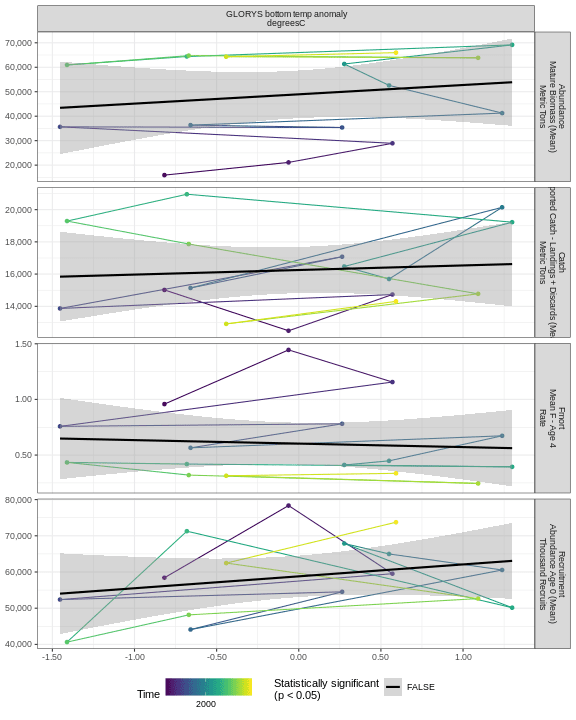 GLORYS bottom temp anomaly
degreesC
70,000
60,000
50,000
40,000
30,000
20,000
Abundance
Mature Biomass (Mean)
Metric Tons
20,000
18,000
16,000
14,000
Catch
Catch - Landings + Discards
Metric Tons
1.50
1.00
0.50
Fmort
Mean F - Age 4
Rate
80,000
70,000
60,000
50,000
40,000
Recruitment
Abundance Age 0 (Mean)
Thousand Recruits
-1.50 -1.00 -0.50 0.00 0.50 1.00
Time
2000
Statistically significant
(p < 0.05)
FALSE